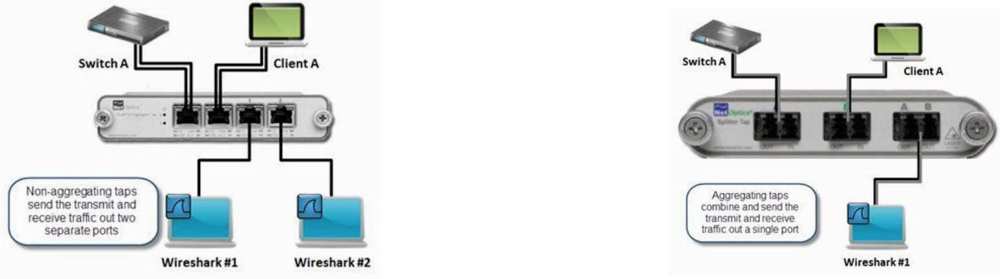 Switch A
Client A
1 2
Net Optics
Non-aggregating taps
send the transmit and
receive traffic out two
separate ports
Wireshark #1
Wireshark #2
Switch A
Client A
Net Optics
Splitter Tap
A B
OUT IN
OUT IN
OUT OUT
Aggregating taps
combine and send the
transmit and receive
traffic out a single port
Wireshark #1